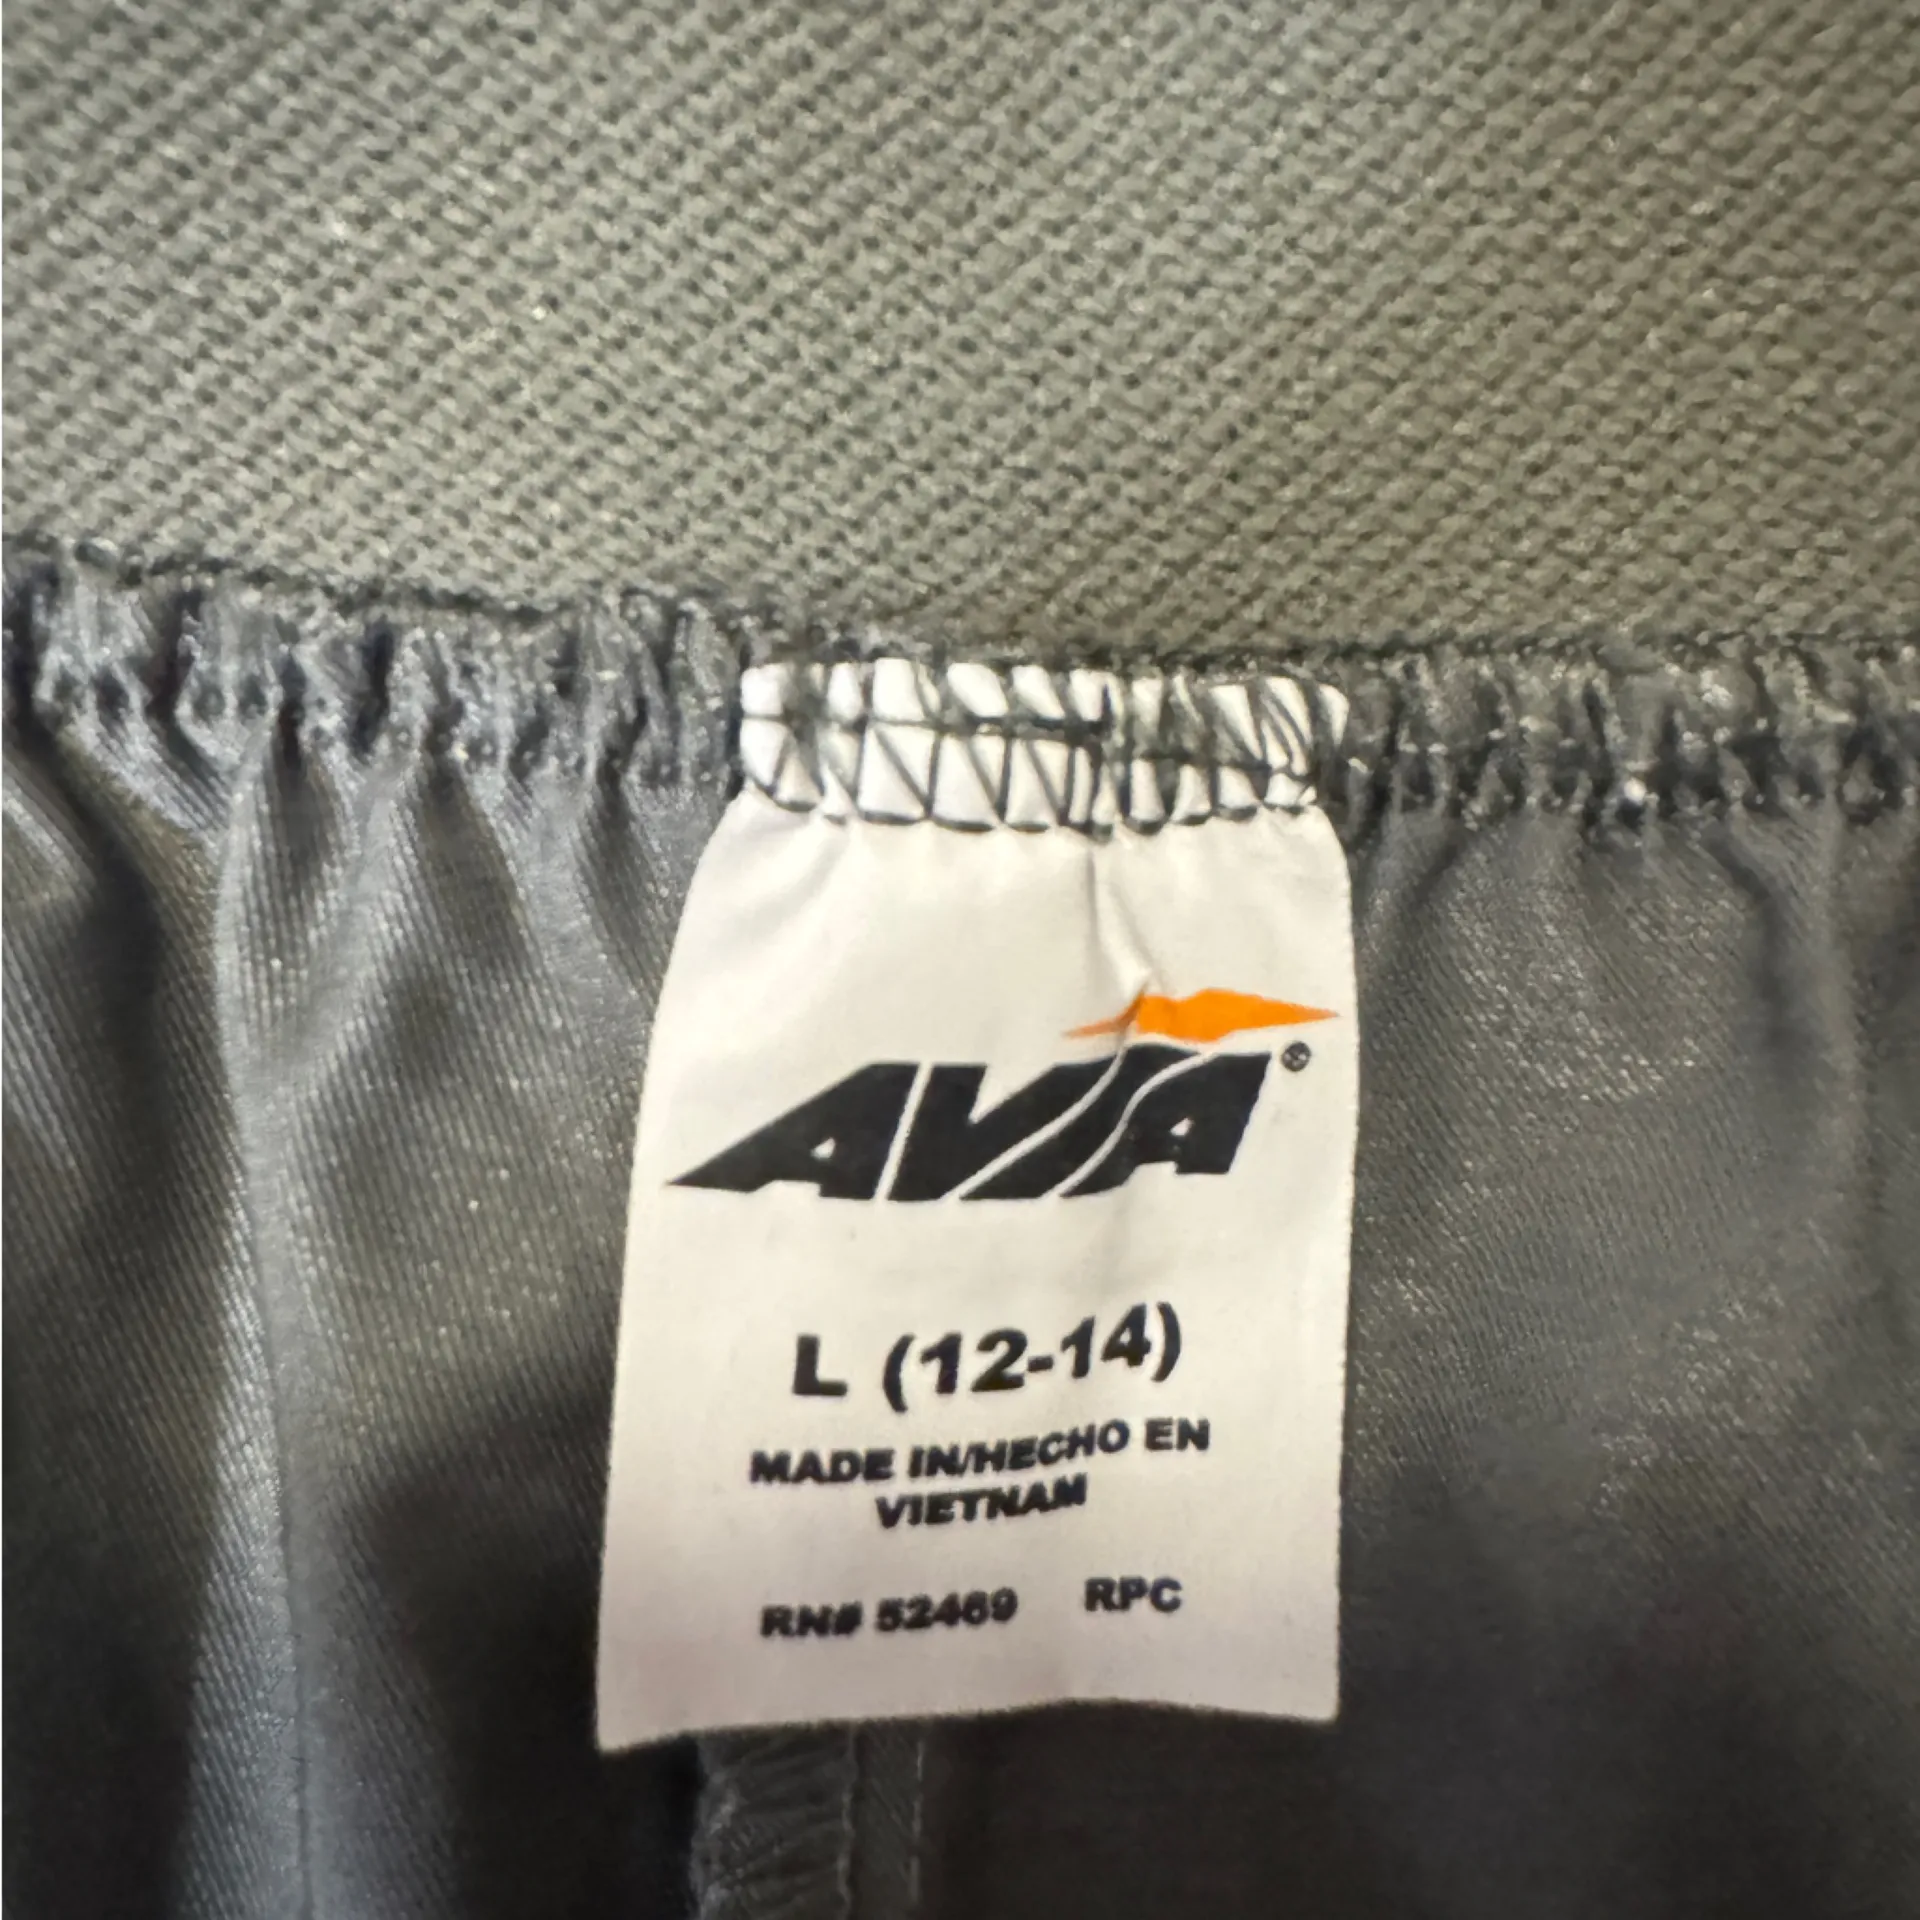 AVIA®
L (12-14)
MADE IN/HECHO EN
VIETNAM
RN# 52469 RPC